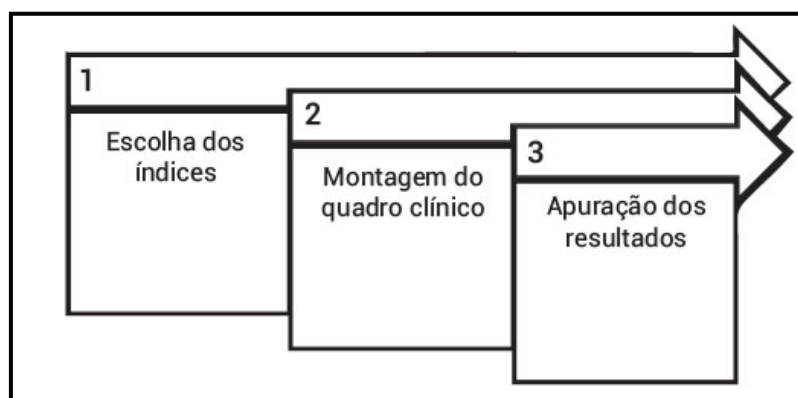 1
Escolha dos
índices
2
Montagem do
quadro clínico
3
Apuração dos
resultados